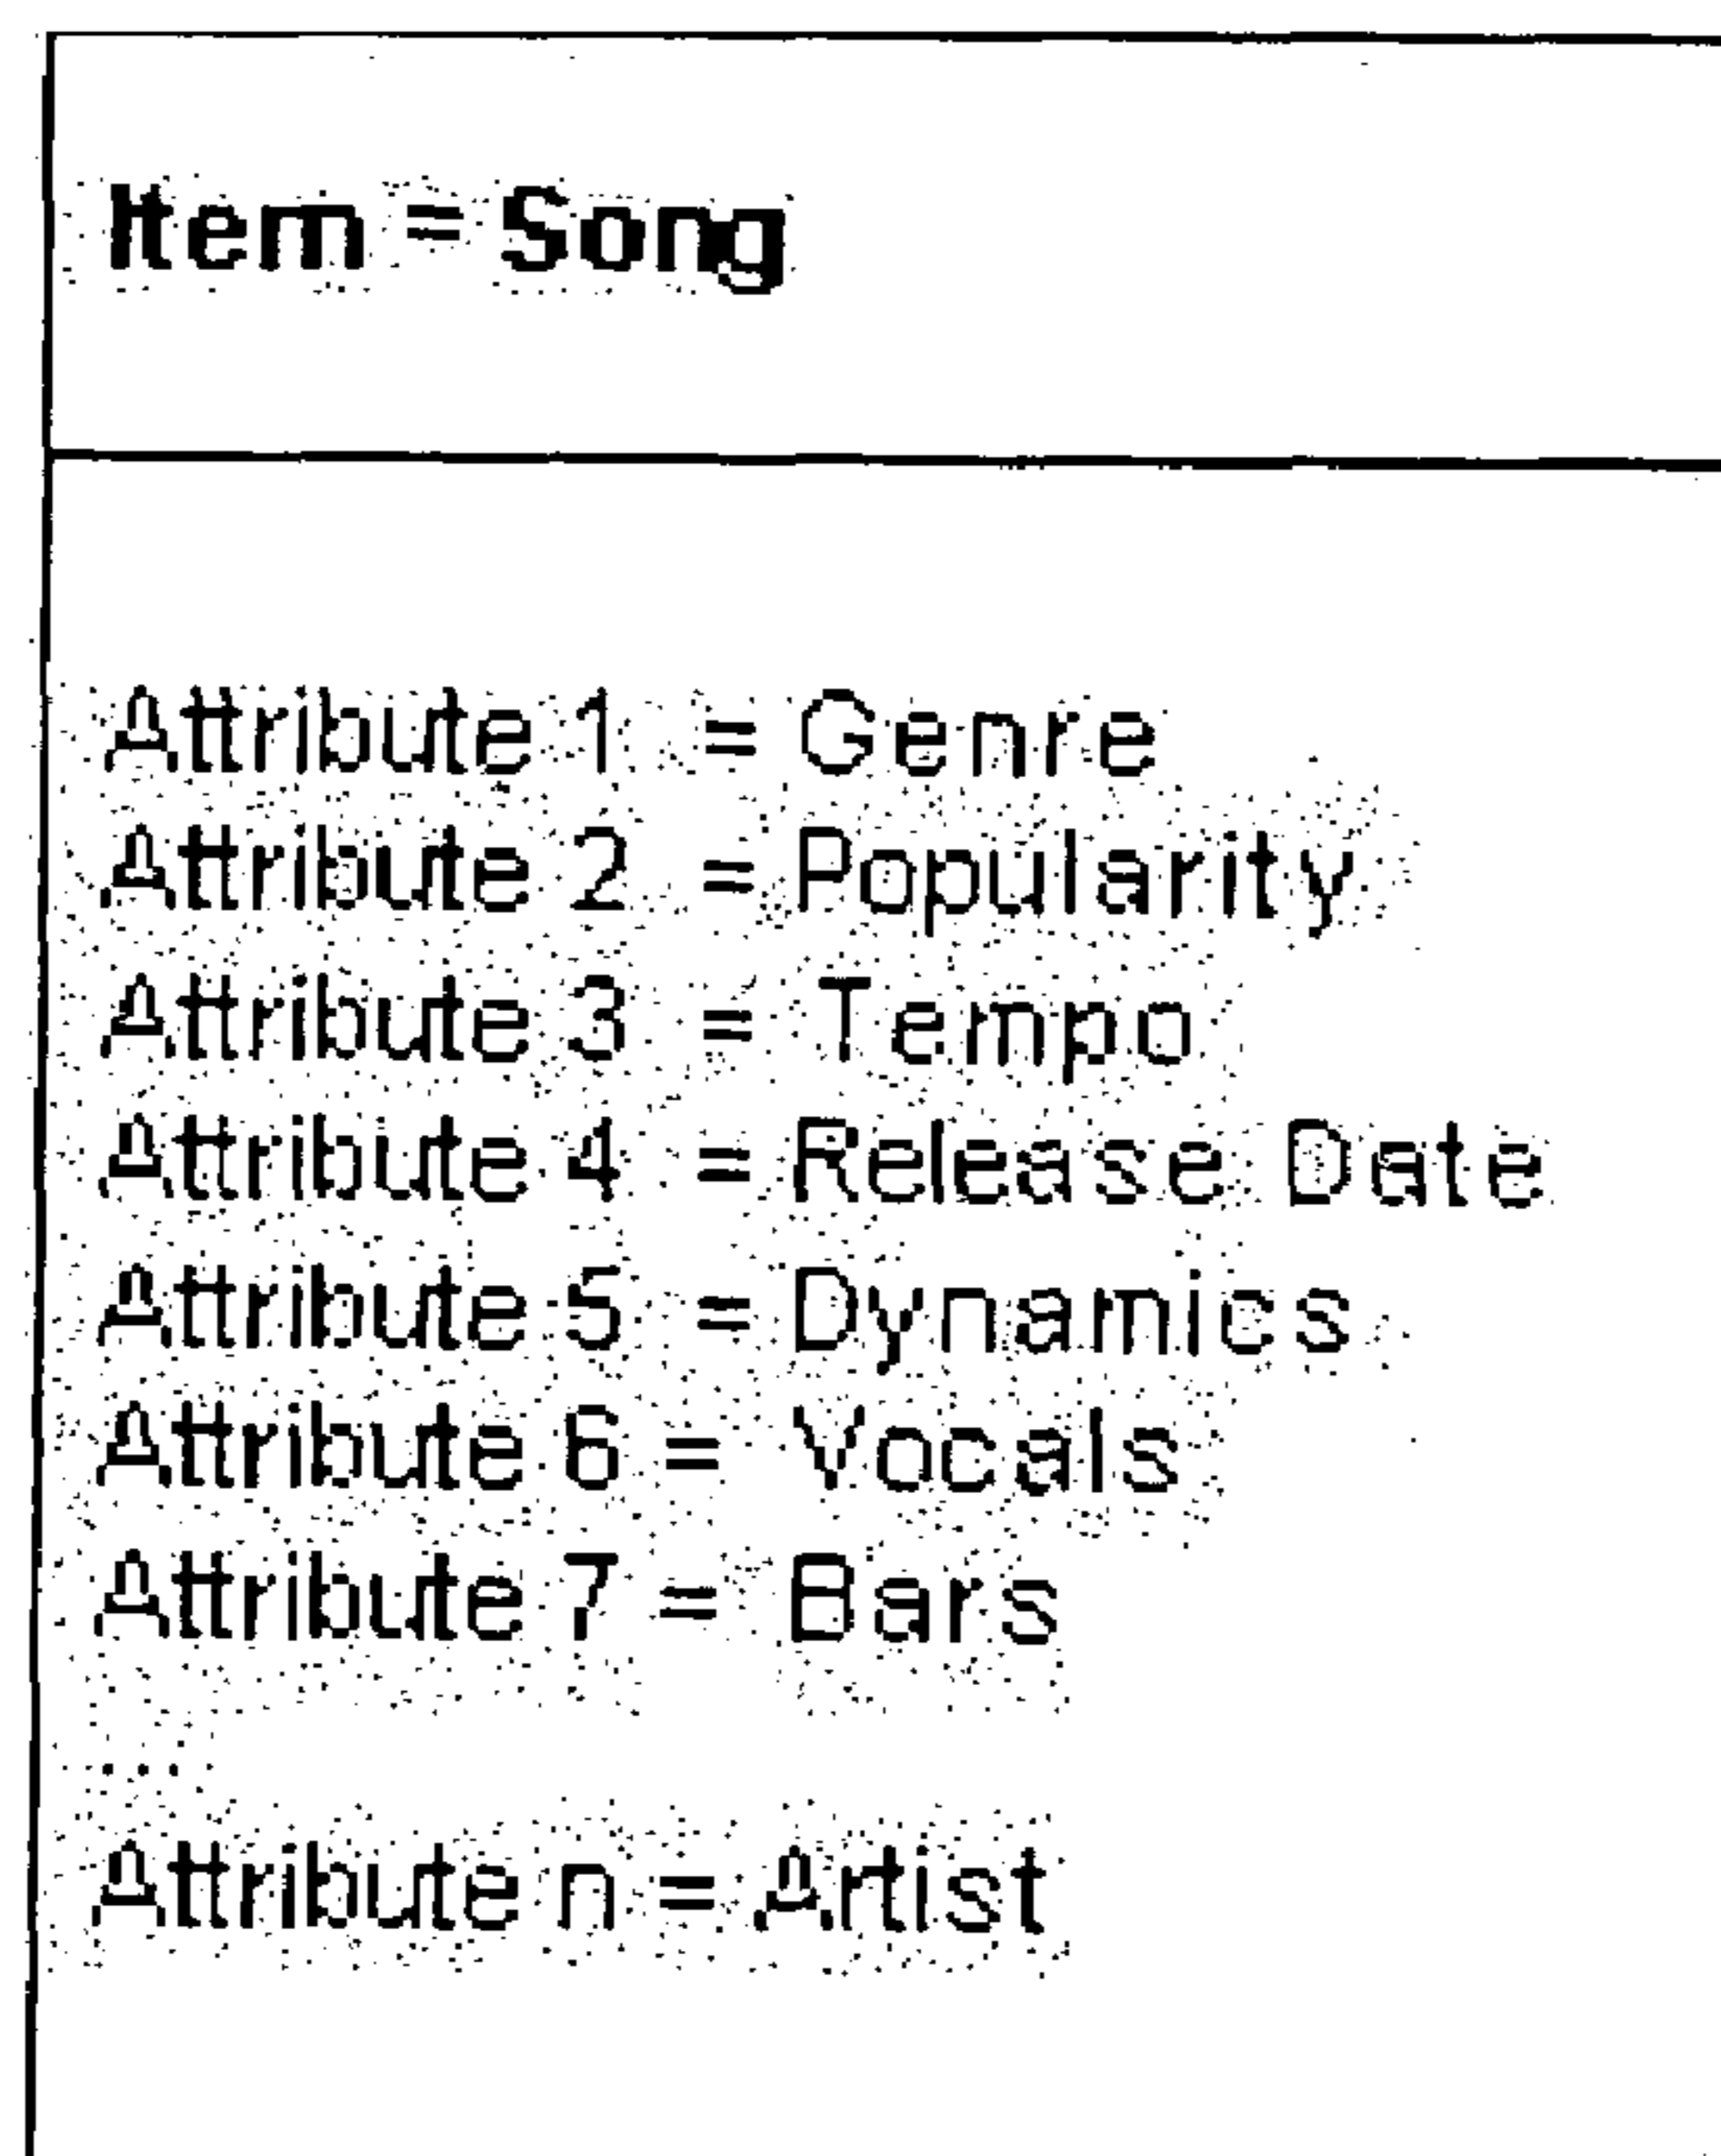 Item = Song
Attribute 1 = Genre
Attribute 2 = Popularity
Attribute 3 = Tempo
Attribute 4 = Release Date
Attribute 5 = Dynamics
Attribute 6 = Vocals
Attribute 7 = Bars
...
Attribute n = Artist